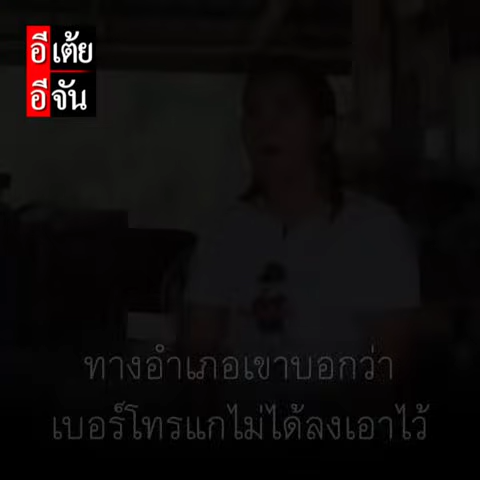 อีเต้ย
อีจัน
ทางอำเภอเขาบอกว่า
เบอร์โทรแกไม่ได้ลงเอาไว้